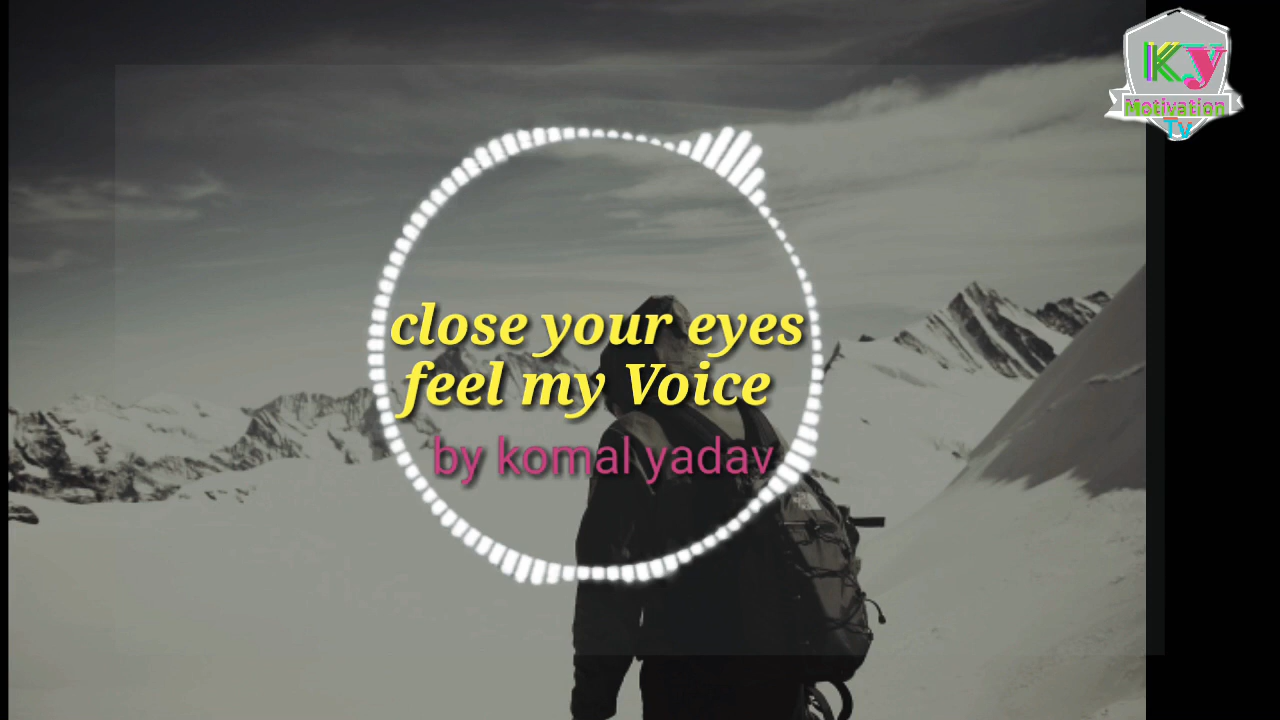 Ky
Motivation
Tv
close your eyes
feel my Voice
by komal yadav